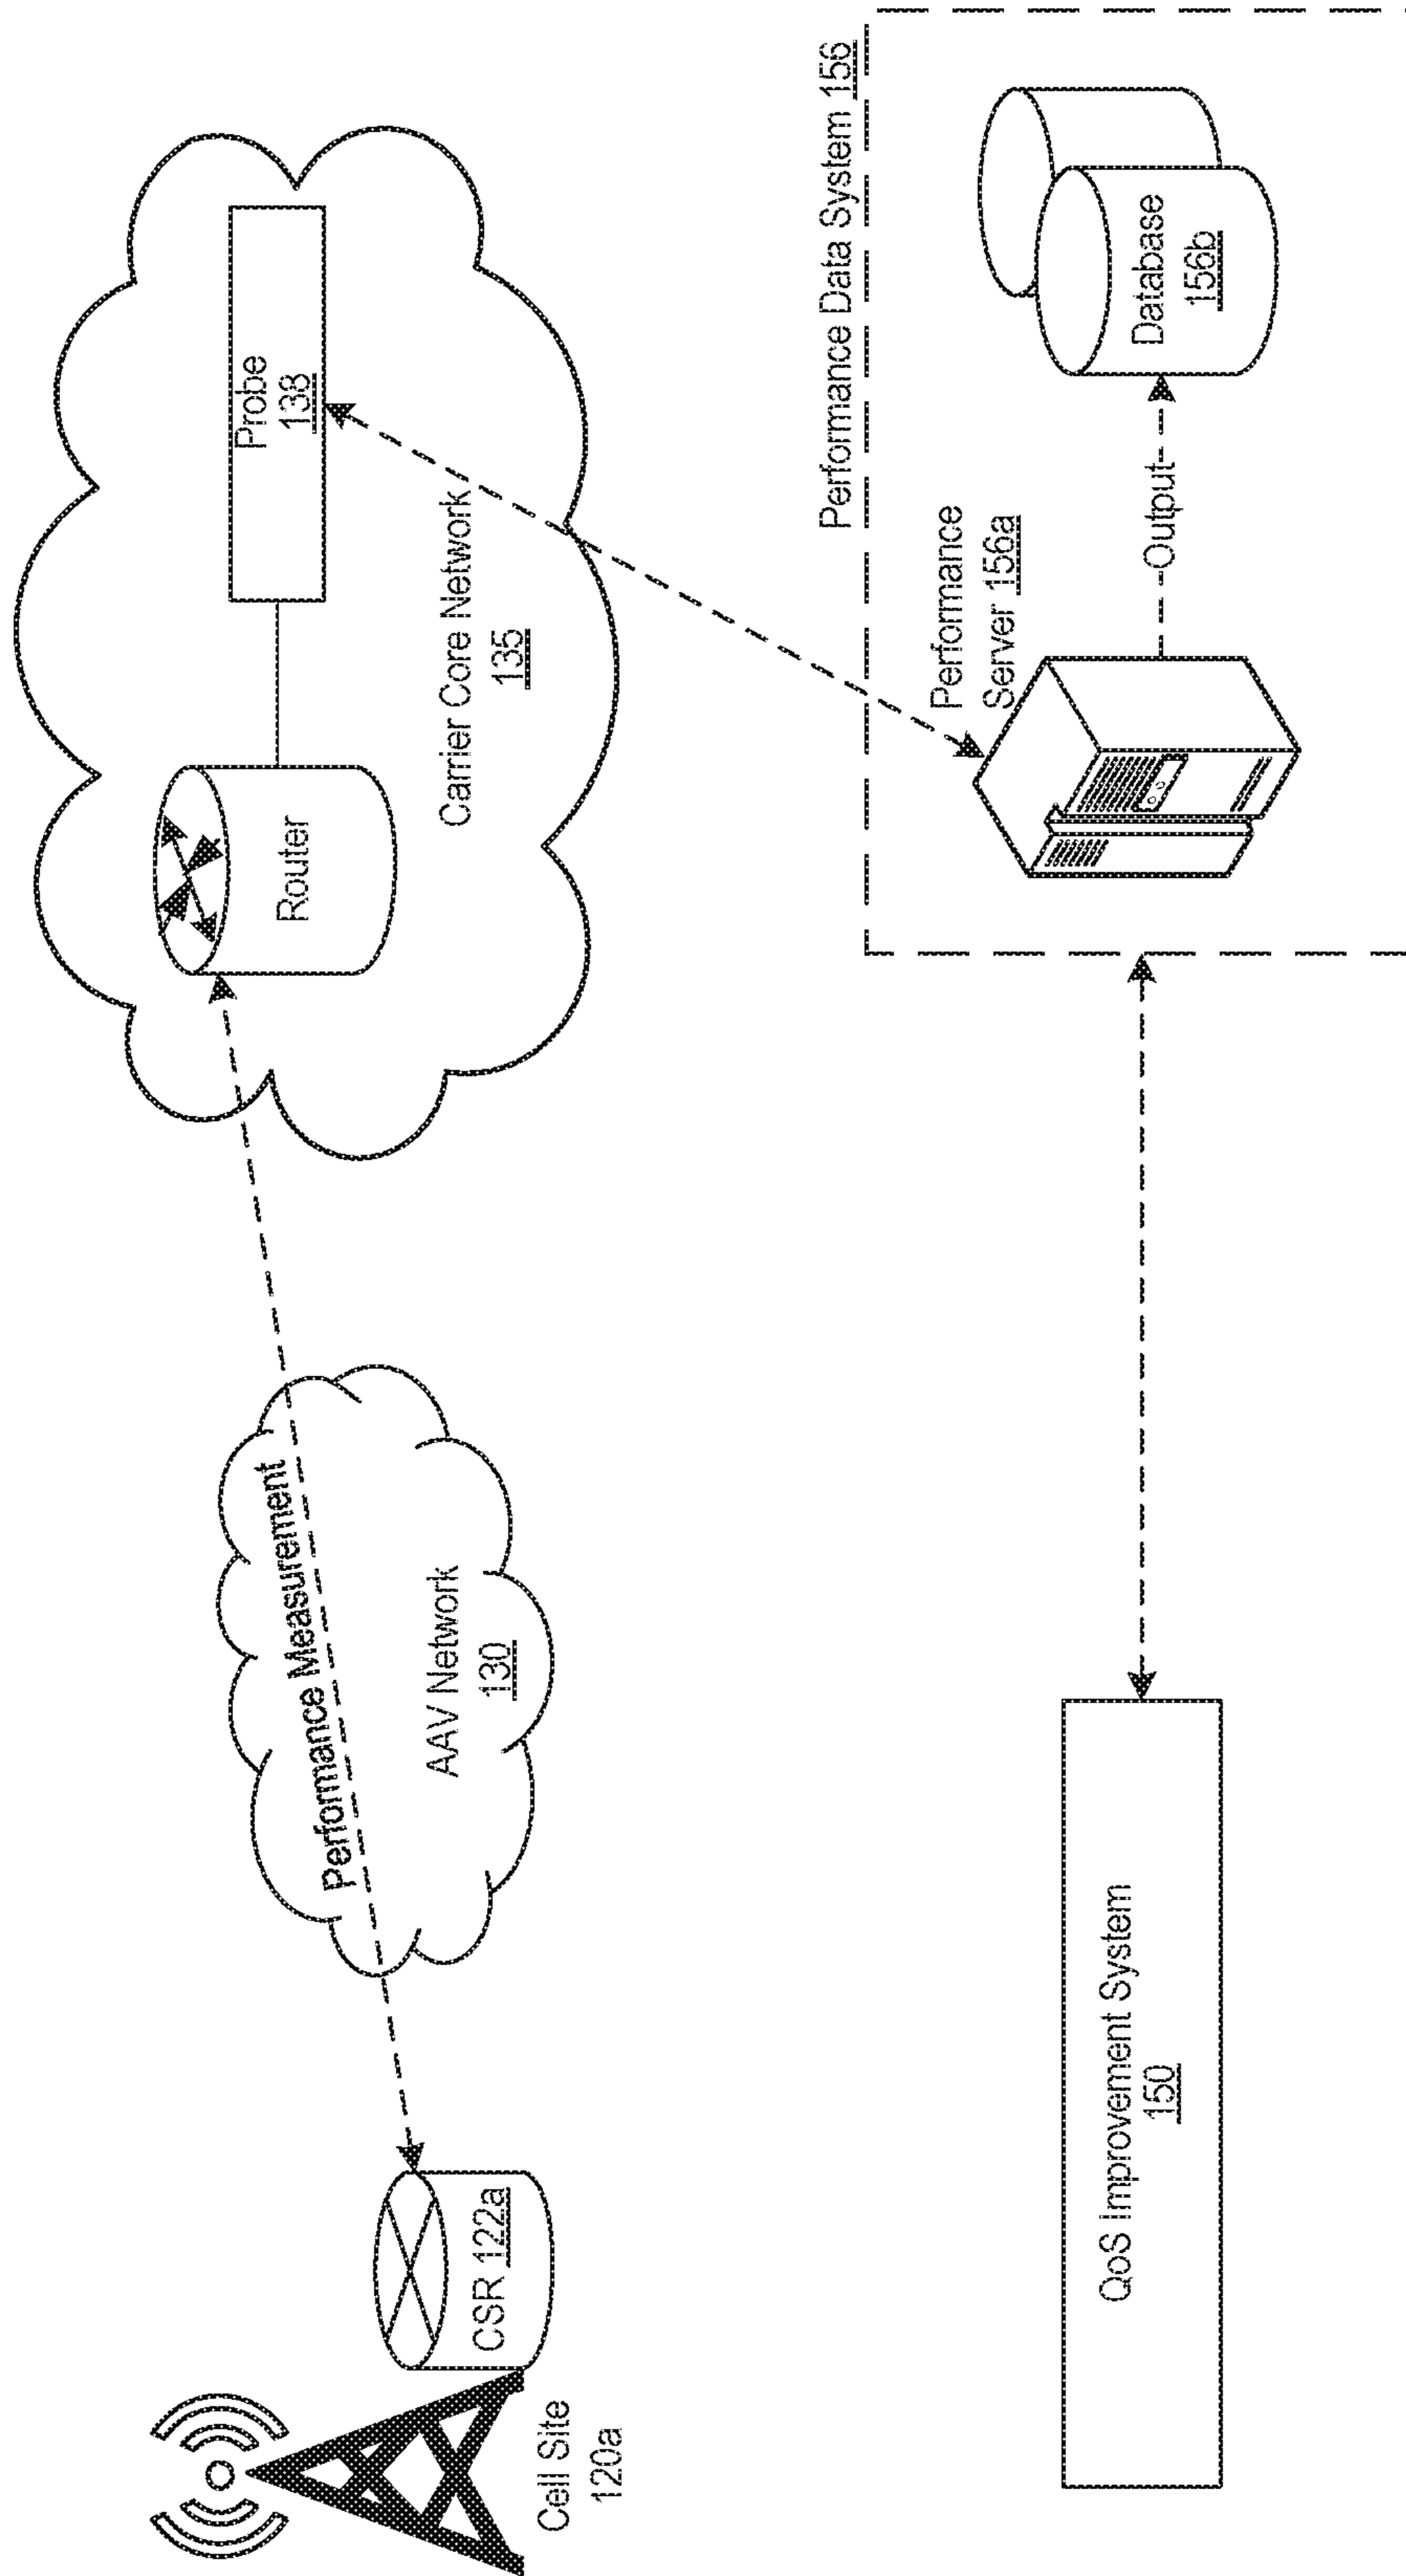 Probe
138
Router
Carrier Core Network
135
Performance Measurement
AAV Network
130
CSR 122a
Cell Site
120a
Performance Data System 156
Performance
Server 156a
Output
Database
156b
QoS Improvement System
150